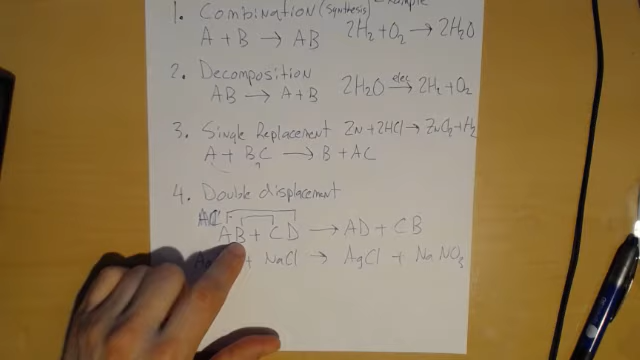 1. Combination (synthesis) Example
A + B → AB 2H₂ + O₂ → 2H₂O
2. Decomposition
AB → A + B 2H₂O elec→ 2H₂ + O₂
3. Single Replacement Zn + 2HCl → ZnCl₂ + H₂
A + BC → B + AC
4. Double displacement
AB + CD → AD + CB
+ NaCl → AgCl + NaNO₃